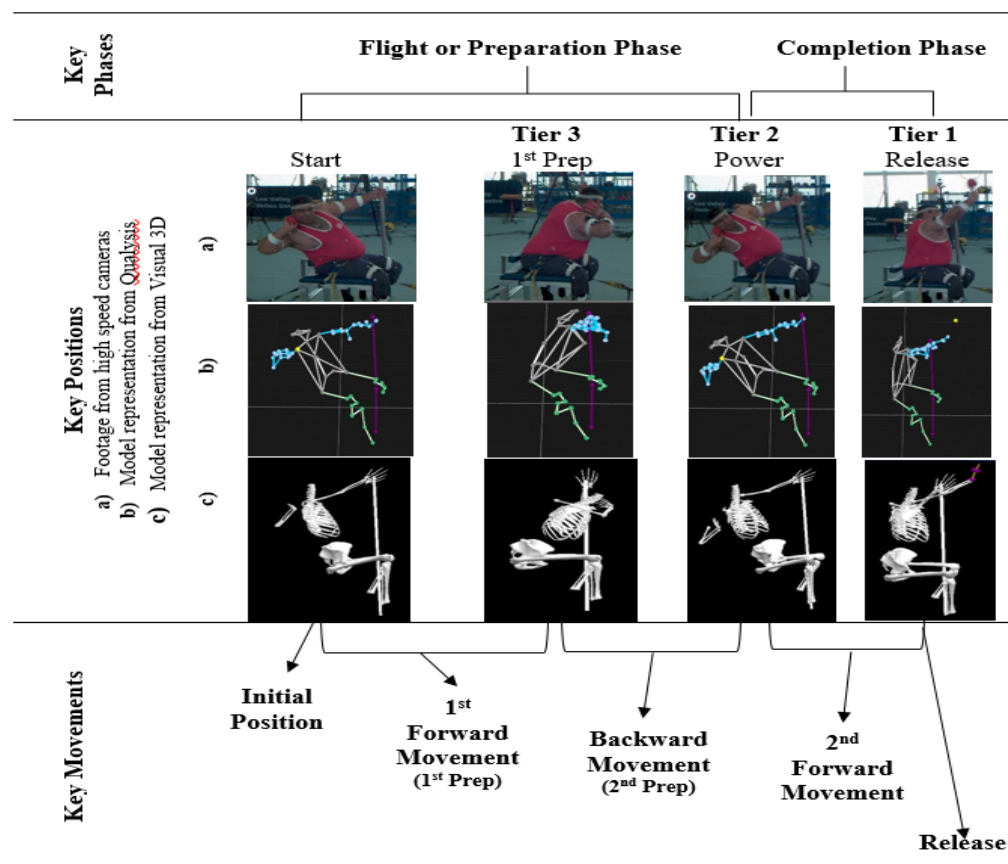 Key
Phases
Flight or Preparation Phase
Completion Phase
Key Positions
a) Footage from high speed cameras
b) Model representation from Qualysis
c) Model representation from Visual 3D
Start
Tier 3
1st Prep
Tier 2
Power
Tier 1
Release
a)
b)
c)
Key Movements
Initial
Position
1st
Forward
Movement
(1st Prep)
Backward
Movement
(2nd Prep)
2nd
Forward
Movement
Release